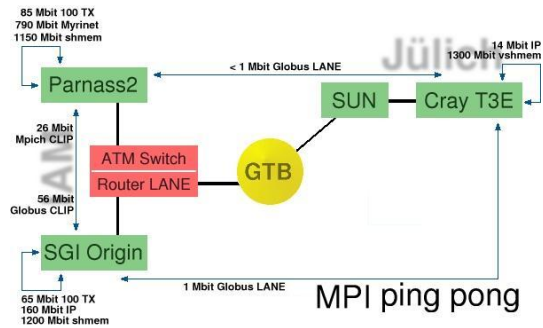 85 Mbit 100 TX
790 Mbit Myrinet
1150 Mbit shmem
Jülich
14 Mbit IP
1300 Mbit vshmem
< 1 Mbit Globus LANE
Parnass2
SUN
Cray T3E
26 Mbit
Mpich CLIP
IAM
ATM Switch
Router LANE
GTB
56 Mbit
Globus CLIP
SGI Origin
1 Mbit Globus LANE
MPI ping pong
65 Mbit 100 TX
160 Mbit IP
1200 Mbit shmem